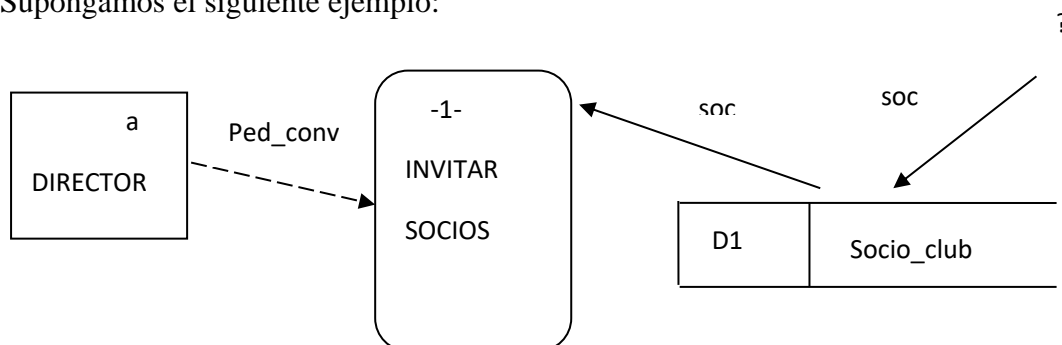 Supongamos el siguiente ejemplo:
?
a
DIRECTOR
Ped_conv
-1-
INVITAR
SOCIOS
soc
soc
D1
Socio_club